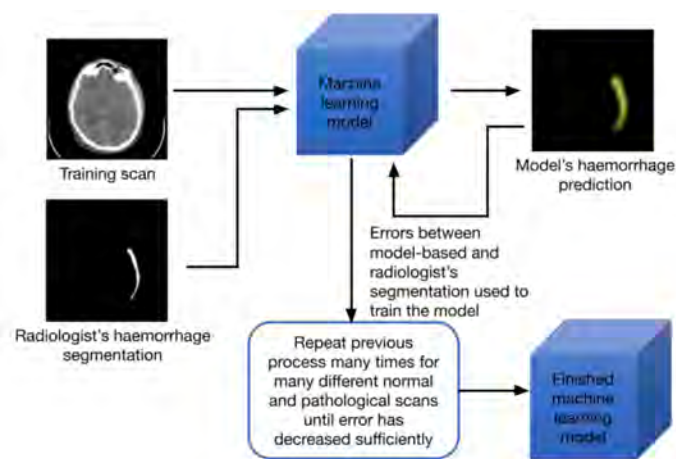 Machine
learning
model
Training scan
Model's haemorrhage
prediction
Errors between
model-based and
radiologist's
segmentation used to
train the model
Radiologist's haemorrhage
segmentation
Repeat previous
process many times for
many different normal
and pathological scans
until error has
decreased sufficiently
Finished
machine
learning
model